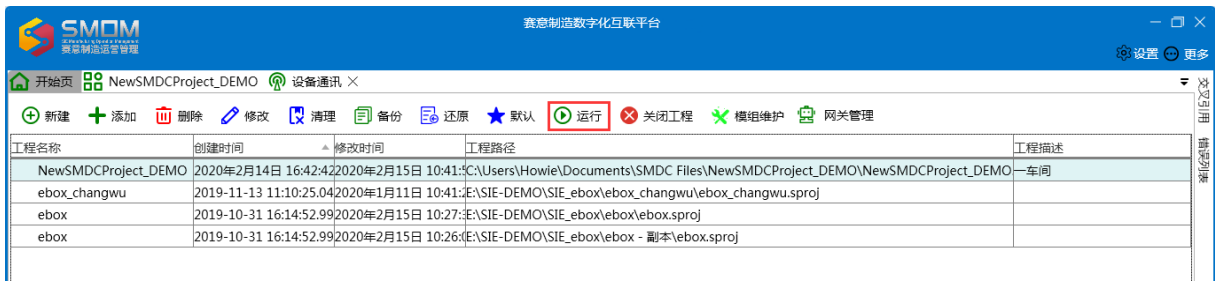 赛意制造数字化互联平台
SMOM
赛意制造运营管理
设置 更多
开始页 NewSMDCProject_DEMO 设备通讯
新建 添加 删除 修改 清理 备份 还原 默认 运行 关闭工程 模组维护 网关管理
工程名称 创建时间 修改时间 工程路径 工程描述
NewSMDCProject_DEMO 2020年2月14日 16:42:42 2020年2月15日 10:41: C:\Users\Howie\Documents\SMDC Files\NewSMDCProject_DEMO\NewSMDCProject_DEMO 一车间
ebox_changwu 2019-11-13 11:10:25.04 2020年1月11日 10:41: E:\SIE-DEMO\SIE_ebox\ebox_changwu\ebox_changwu.sproj
ebox 2019-10-31 16:14:52.99 2020年2月15日 10:27: E:\SIE-DEMO\SIE_ebox\ebox\ebox.sproj
ebox 2019-10-31 16:14:52.99 2020年2月15日 10:26: E:\SIE-DEMO\SIE_ebox\ebox - 副本\ebox.sproj
交叉引用
错误列表